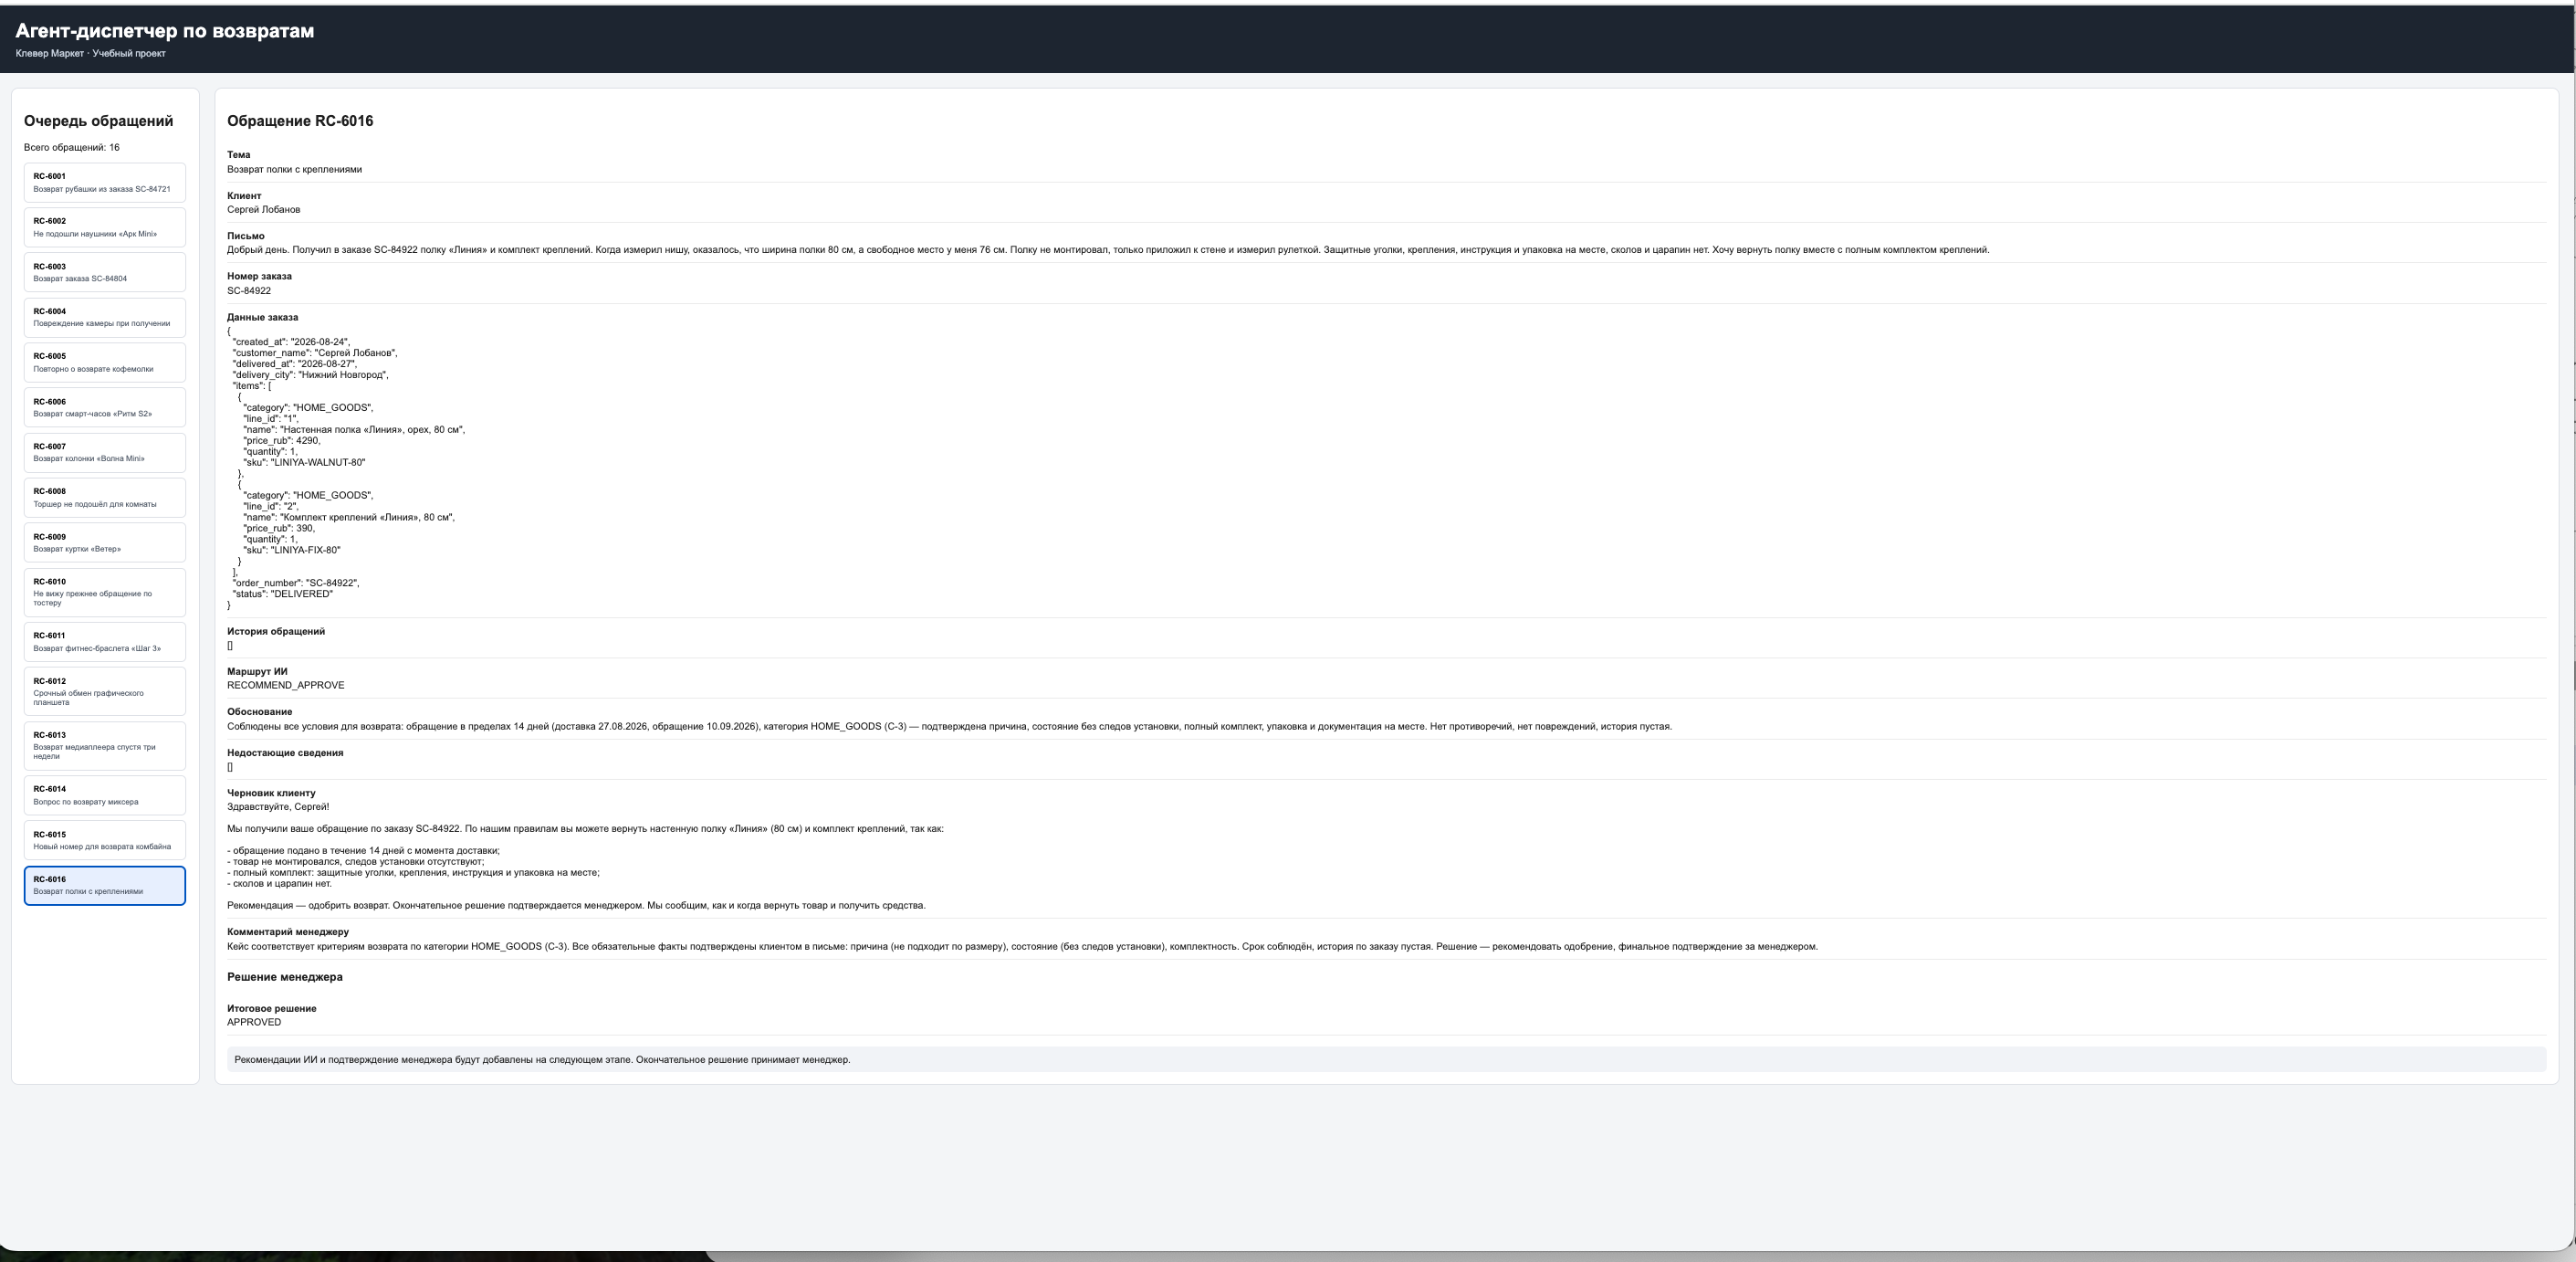 Агент-диспетчер по возвратам
Клевер Маркет · Учебный проект
Очередь обращений
Всего обращений: 16
RC-6001
Возврат рубашки из заказа SC-84721
RC-6002
Не подошли наушники «Арк Mini»
RC-6003
Возврат заказа SC-84804
RC-6004
Повреждение камеры при получении
RC-6005
Повторно о возврате кофемолки
RC-6006
Возврат смарт-часов «Ритм S2»
RC-6007
Возврат колонки «Волна Mini»
RC-6008
Торшер не подошёл для комнаты
RC-6009
Возврат куртки «Ветер»
RC-6010
Не вижу прежнее обращение по
тостеру
RC-6011
Возврат фитнес-браслета «Шаг 3»
RC-6012
Срочный обмен графического
планшета
RC-6013
Возврат медиаплеера спустя три
недели
RC-6014
Вопрос по возврату миксера
RC-6015
Новый номер для возврата комбайна
RC-6016
Возврат полки с креплениями
Обращение RC-6016
Тема
Возврат полки с креплениями
Клиент
Сергей Лобанов
Письмо
Добрый день. Получил в заказе SC-84922 полку «Линия» и комплект креплений. Когда измерил нишу, оказалось, что ширина полки 80 см, а свободное место у меня 76 см. Полку не монтировал, только приложил к стене и измерил рулеткой. Защитные уголки, крепления, инструкция и упаковка на месте, сколов и царапин нет. Хочу вернуть полку вместе с полным комплектом креплений.
Номер заказа
SC-84922
Данные заказа
{
"created_at": "2026-08-24",
"customer_name": "Сергей Лобанов",
"delivered_at": "2026-08-27",
"delivery_city": "Нижний Новгород",
"items": [
{
"category": "HOME_GOODS",
"line_id": "1",
"name": "Настенная полка «Линия», орех, 80 см",
"price_rub": 4290,
"quantity": 1,
"sku": "LINIYA-WALNUT-80"
},
{
"category": "HOME_GOODS",
"line_id": "2",
"name": "Комплект креплений «Линия», 80 см",
"price_rub": 390,
"quantity": 1,
"sku": "LINIYA-FIX-80"
}
],
"order_number": "SC-84922",
"status": "DELIVERED"
}
История обращений
[]
Маршрут ИИ
RECOMMEND_APPROVE
Обоснование
Соблюдены все условия для возврата: обращение в пределах 14 дней (доставка 27.08.2026, обращение 10.09.2026), категория HOME_GOODS (C-3) — подтверждена причина, состояние без следов установки, полный комплект, упаковка и документация на месте. Нет противоречий, нет повреждений, история пустая.
Недостающие сведения
[]
Черновик клиенту
Здравствуйте, Сергей!
Мы получили ваше обращение по заказу SC-84922. По нашим правилам вы можете вернуть настенную полку «Линия» (80 см) и комплект креплений, так как:
- обращение подано в течение 14 дней с момента доставки;
- товар не монтировался, следов установки отсутствуют;
- полный комплект: защитные уголки, крепления, инструкция и упаковка на месте;
- сколов и царапин нет.
Рекомендация — одобрить возврат. Окончательное решение подтверждается менеджером. Мы сообщим, как и когда вернуть товар и получить средства.
Комментарий менеджеру
Кейс соответствует критериям возврата по категории HOME_GOODS (C-3). Все обязательные факты подтверждены клиентом в письме: причина (не подходит по размеру), состояние (без следов установки), комплектность. Срок соблюдён, история по заказу пустая. Решение — рекомендовать одобрение, финальное подтверждение за менеджером.
Решение менеджера
Итоговое решение
APPROVED
Рекомендации ИИ и подтверждение менеджера будут добавлены на следующем этапе. Окончательное решение принимает менеджер.